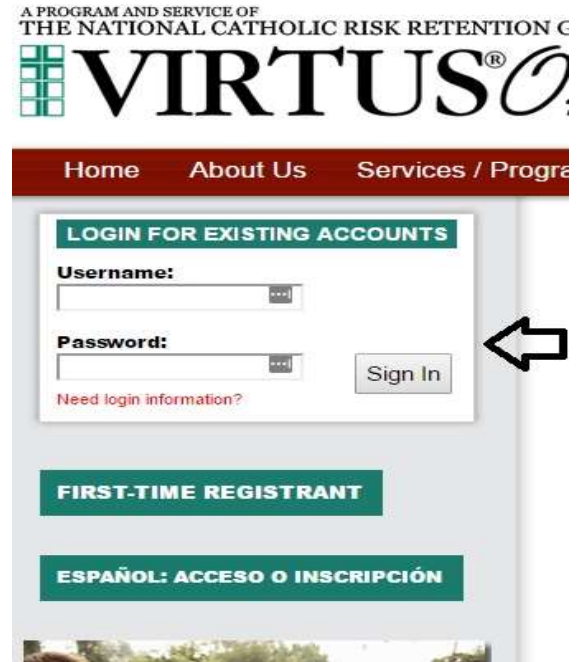 A PROGRAM AND SERVICE OF
THE NATIONAL CATHOLIC RISK RETENTION
VIRTUS®
Home About Us Services /
LOGIN FOR EXISTING ACCOUNTS
Username:
Password:
Sign In
Need login information?
FIRST-TIME REGISTRANT
ESPAÑOL: ACCESO O INSCRIPCIÓN